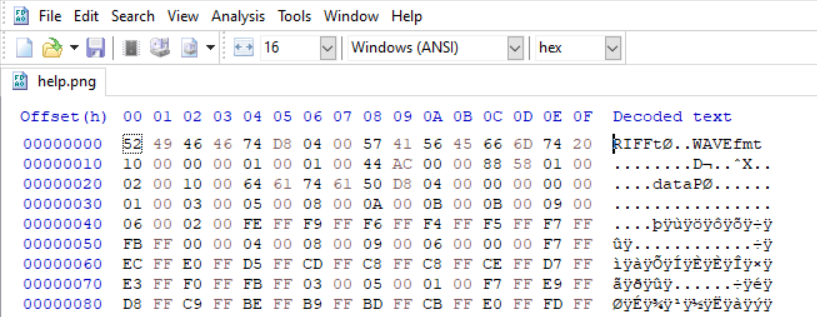 File Edit Search View Analysis Tools Window Help
16 Windows (ANSI) hex
help.png
Offset(h) 00 01 02 03 04 05 06 07 08 09 0A 0B 0C 0D 0E 0F Decoded text
00000000 52 49 46 46 74 D8 04 00 57 41 56 45 66 6D 74 20 RIFFtØ..WAVEfmt
00000010 10 00 00 00 01 00 01 00 44 AC 00 00 88 58 01 00 ........D¬..ˆX..
00000020 02 00 10 00 64 61 74 61 50 D8 04 00 00 00 00 00 ....dataPØ......
00000030 01 00 03 00 05 00 08 00 0A 00 0B 00 0B 00 09 00 ................
00000040 06 00 02 00 FE FF F9 FF F6 FF F4 FF F5 FF F7 FF ....þÿùÿöÿôÿõÿ÷ÿ
00000050 FB FF 00 00 04 00 08 00 09 00 06 00 00 00 F7 FF ûÿ............÷ÿ
00000060 EC FF E0 FF D5 FF CD FF C8 FF C8 FF CE FF D7 FF ìÿàÿÕÿÍÿÈÿÈÿÎÿ×ÿ
00000070 E3 FF F0 FF FB FF 03 00 05 00 01 00 F7 FF E9 FF ãÿðÿûÿ......÷ÿéÿ
00000080 D8 FF C9 FF BE FF B9 FF BD FF CB FF E0 FF FD FF ØÿÉÿ¾ÿ¹ÿ½ÿËÿàÿýÿ